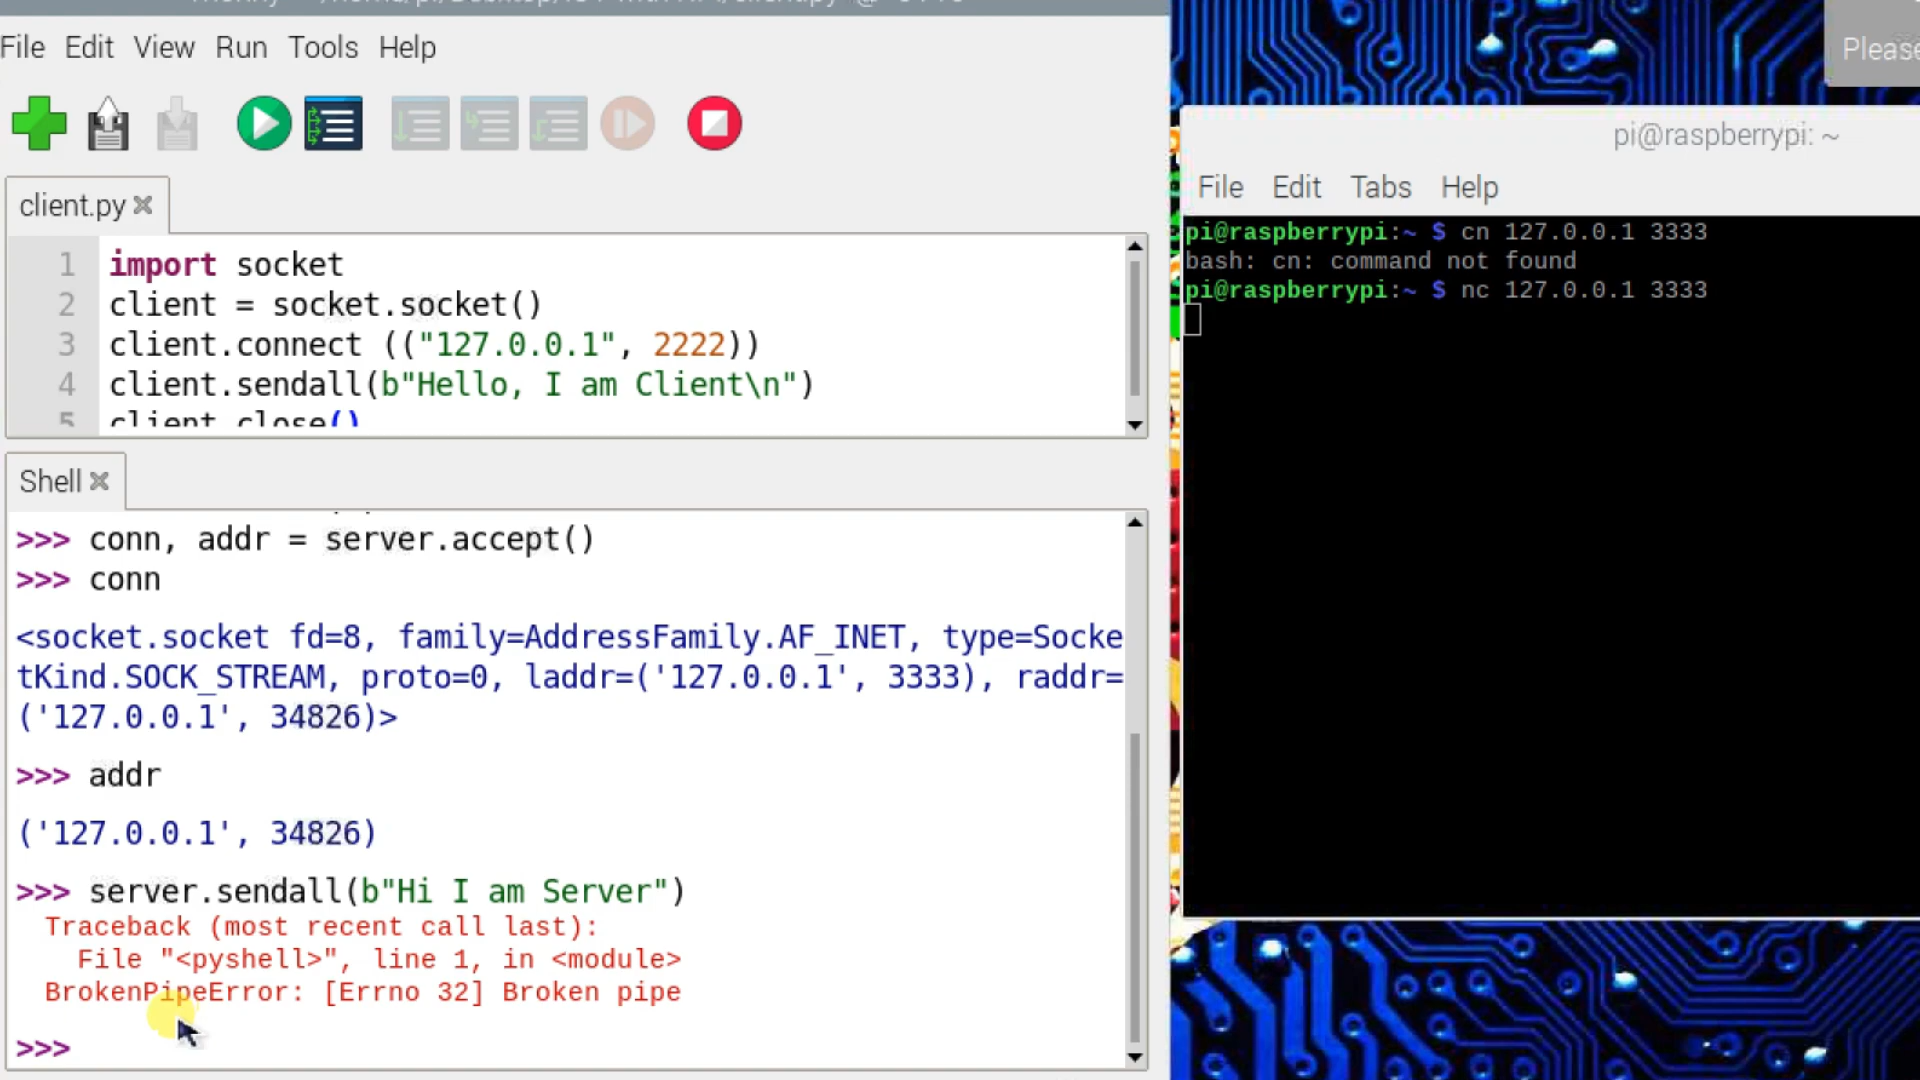 File Edit View Run Tools Help
client.py
1 import socket
2 client = socket.socket()
3 client.connect (("127.0.0.1", 2222))
4 client.sendall(b"Hello, I am Client\n")
5 client.close()
Shell
>>> conn, addr = server.accept()
>>> conn
<socket.socket fd=8, family=AddressFamily.AF_INET, type=Socke
tKind.SOCK_STREAM, proto=0, laddr=('127.0.0.1', 3333), raddr=
('127.0.0.1', 34826)>
>>> addr
('127.0.0.1', 34826)
>>> server.sendall(b"Hi I am Server")
Traceback (most recent call last):
File "<pyshell>", line 1, in <module>
BrokenPipeError: [Errno 32] Broken pipe
>>>
Please
pi@raspberrypi: ~
File Edit Tabs Help
pi@raspberrypi:~ $ cn 127.0.0.1 3333
bash: cn: command not found
pi@raspberrypi:~ $ nc 127.0.0.1 3333